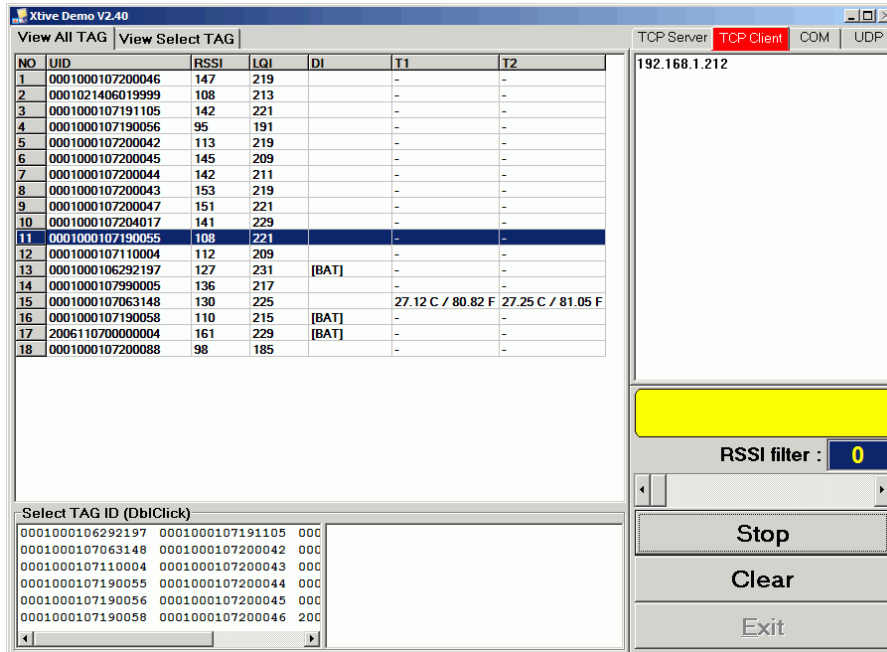 Xtive Demo V2.40
View All TAG View Select TAG
TCP Server TCP Client COM UDP
NO UID RSSI LQI DI T1 T2
1 0001000107200046 147 219 - -
2 0001021406019999 108 213 - -
3 0001000107191105 142 221 - -
4 0001000107190056 95 191 - -
5 0001000107200042 113 219 - -
6 0001000107200045 145 209 - -
7 0001000107200044 142 211 - -
8 0001000107200043 153 219 - -
9 0001000107200047 151 221 - -
10 0001000107204017 141 229 - -
11 0001000107190055 108 221 - -
12 0001000107110004 112 209 - -
13 0001000106292197 127 231 [BAT] - -
14 0001000107990005 136 217 - -
15 0001000107063148 130 225 27.12 C / 80.82 F 27.25 C / 81.05 F
16 0001000107190058 110 215 [BAT] - -
17 2006110700000004 161 229 [BAT] - -
18 0001000107200088 98 185 - -
192.168.1.212
RSSI filter : 0
Stop
Clear
Exit
Select TAG ID (DblClick)
0001000106292197 0001000107191105 000
0001000107063148 0001000107200042 000
0001000107110004 0001000107200043 000
0001000107190055 0001000107200044 000
0001000107190056 0001000107200045 000
0001000107190058 0001000107200046 200